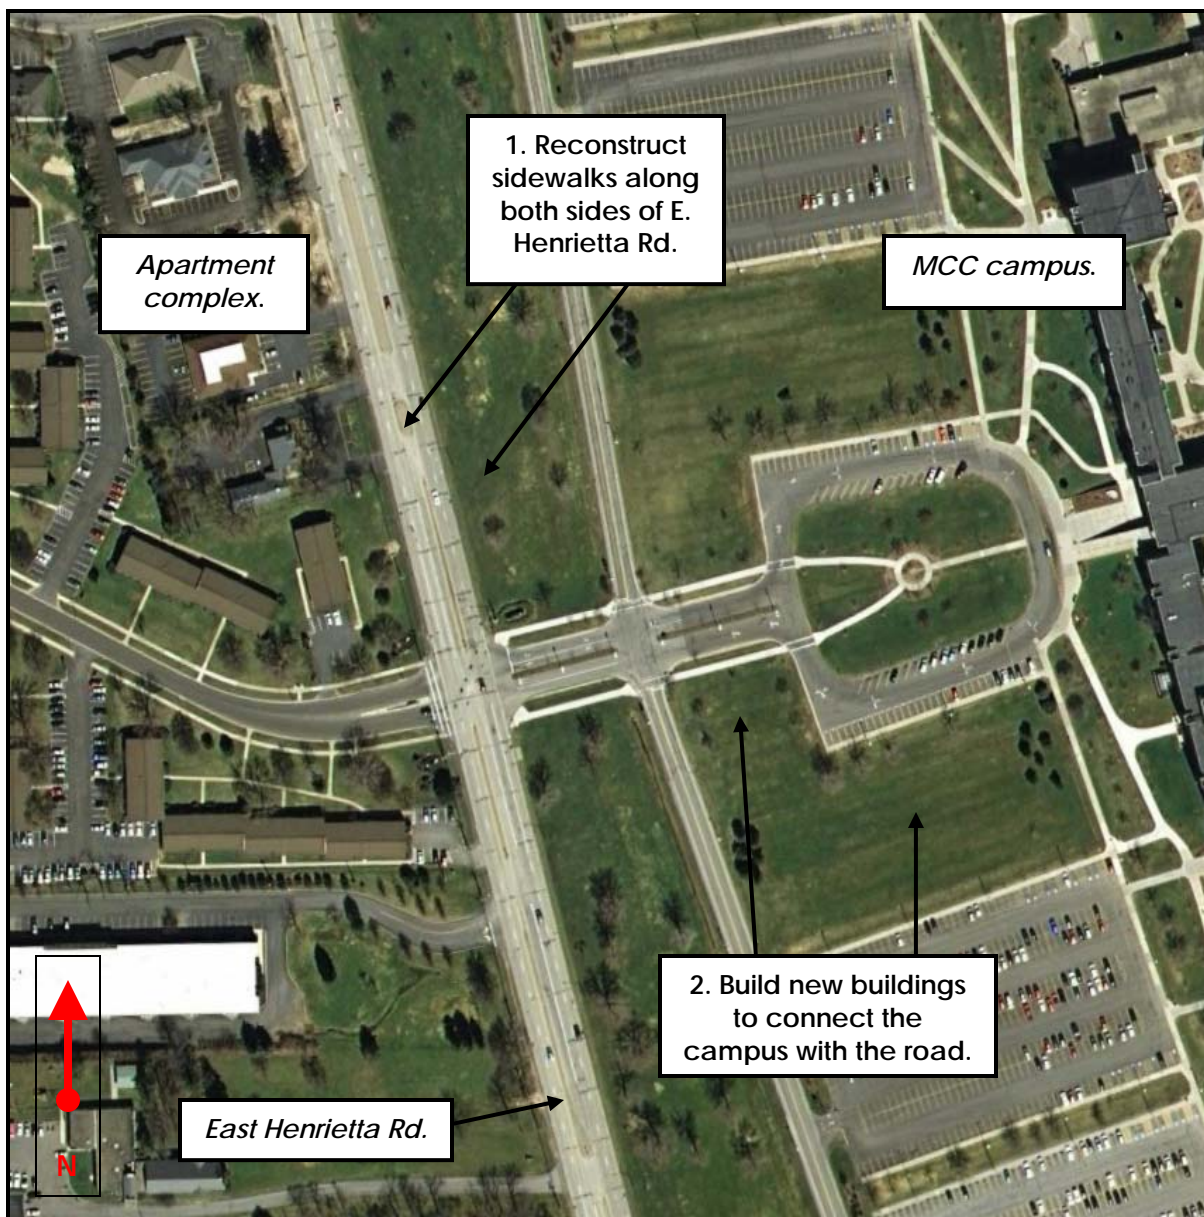 1. Reconstruct
sidewalks along
both sides of E.
Henrietta Rd.
Apartment
complex.
MCC campus.
2. Build new buildings
to connect the
campus with the road.
East Henrietta Rd.
N